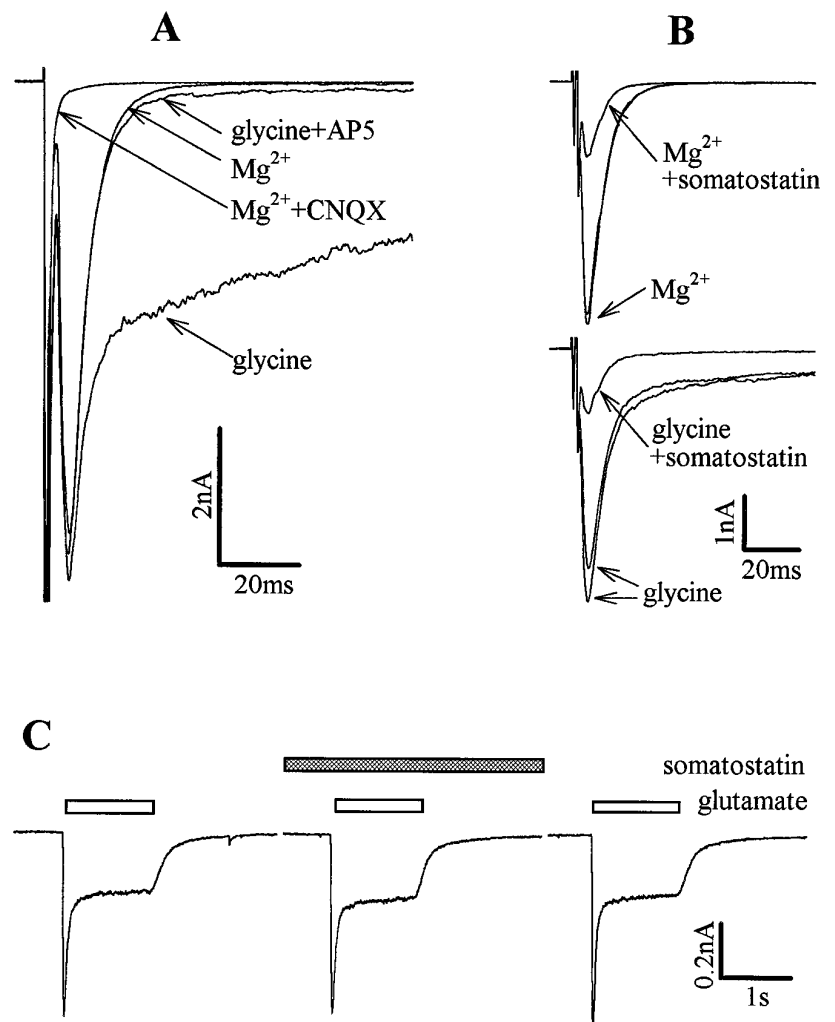 A
glycine+AP5
Mg2+
Mg2++CNQX
glycine
2nA
20ms
B
Mg2+
+somatostatin
Mg2+
glycine
+somatostatin
glycine
1nA
20ms
C
somatostatin
glutamate
0.2nA
1s